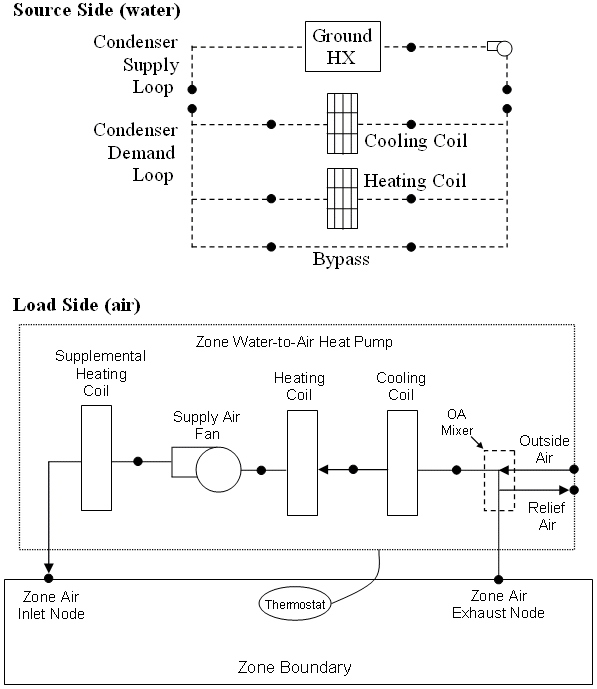 Source Side (water)
Condenser
Supply
Loop
Ground
HX
Condenser
Demand
Loop
Cooling Coil
Heating Coil
Bypass
Load Side (air)
Zone Water-to-Air Heat Pump
Supplemental
Heating
Coil
Supply Air
Fan
Heating
Coil
Cooling
Coil
OA
Mixer
Outside
Air
Relief
Air
Zone Air
Inlet Node
Thermostat
Zone Air
Exhaust Node
Zone Boundary